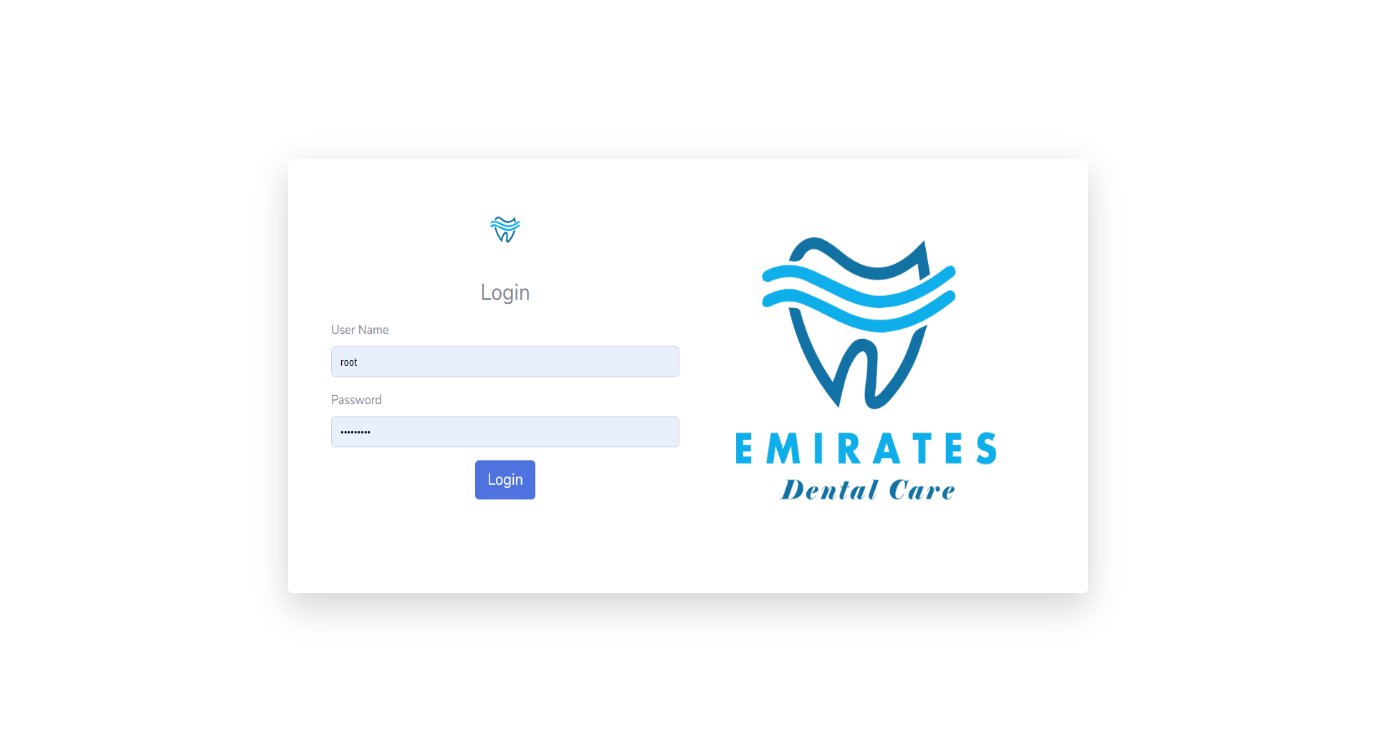 Login
User Name
root
Password
•••••••••
Login
EMIRATES
Dental Care